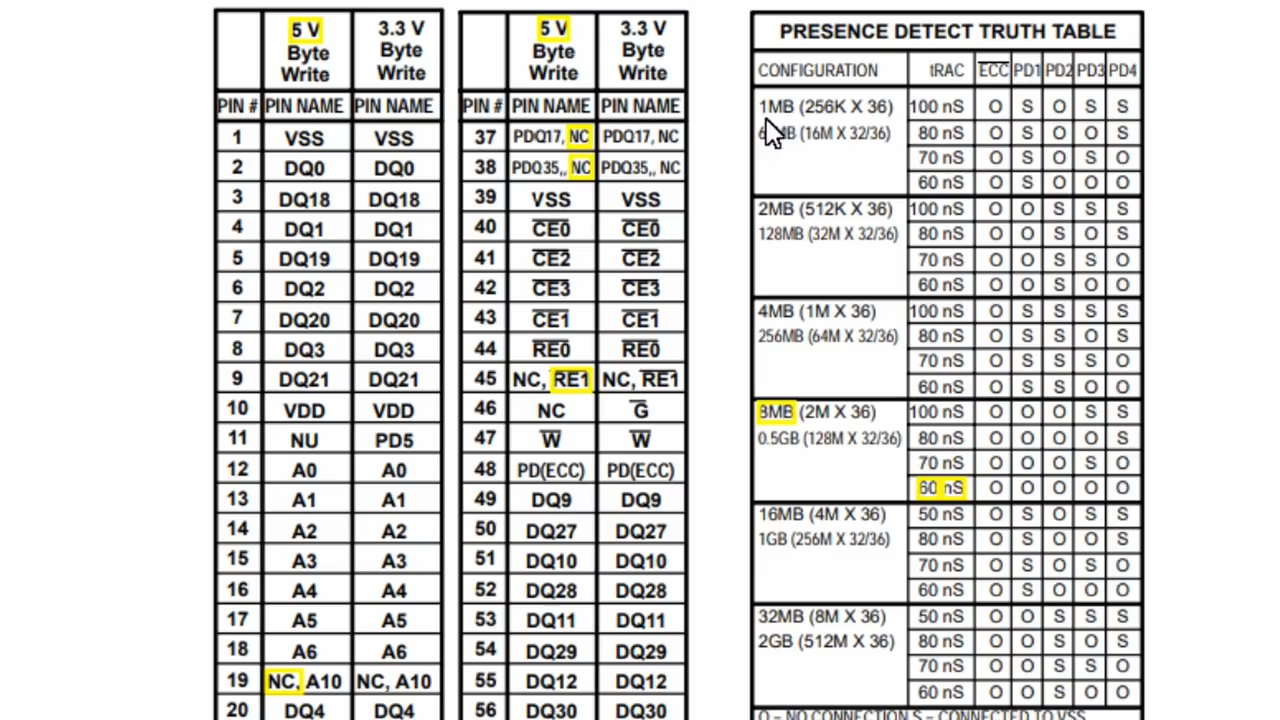 5 V Byte Write 3.3 V Byte Write
PIN # PIN NAME PIN NAME
1 VSS VSS
2 DQ0 DQ0
3 DQ18 DQ18
4 DQ1 DQ1
5 DQ19 DQ19
6 DQ2 DQ2
7 DQ20 DQ20
8 DQ3 DQ3
9 DQ21 DQ21
10 VDD VDD
11 NU PD5
12 A0 A0
13 A1 A1
14 A2 A2
15 A3 A3
16 A4 A4
17 A5 A5
18 A6 A6
19 NC, A10 NC, A10
20 DQ4 DQ4
5 V Byte Write 3.3 V Byte Write
PIN # PIN NAME PIN NAME
37 PDQ17, NC PDQ17, NC
38 PDQ35,, NC PDQ35,, NC
39 VSS VSS
40 CE0 CE0
41 CE2 CE2
42 CE3 CE3
43 CE1 CE1
44 RE0 RE0
45 NC, RE1 NC, RE1
46 NC G
47 W W
48 PD(ECC) PD(ECC)
49 DQ9 DQ9
50 DQ27 DQ27
51 DQ10 DQ10
52 DQ28 DQ28
53 DQ11 DQ11
54 DQ29 DQ29
55 DQ12 DQ12
56 DQ30 DQ30
PRESENCE DETECT TRUTH TABLE
CONFIGURATION tRAC ECC PD1 PD2 PD3 PD4
1MB (256K X 36) 100 nS O S O S S
(16M X 32/36) 80 nS O S O O S
70 nS O S O S O
60 nS O S O O O
2MB (512K X 36) 100 nS O O S S S
128MB (32M X 32/36) 80 nS O O S O S
70 nS O O S S O
60 nS O O S O O
4MB (1M X 36) 100 nS O S S S S
256MB (64M X 32/36) 80 nS O S S O S
70 nS O S S S O
60 nS O S S O O
8MB (2M X 36) 100 nS O O O S S
0.5GB (128M X 32/36) 80 nS O O O O S
70 nS O O O S O
60 nS O O O O O
16MB (4M X 36) 50 nS O S O S S
1GB (256M X 32/36) 80 nS O S O O S
70 nS O S O S O
60 nS O S O O O
32MB (8M X 36) 50 nS O O S S S
2GB (512M X 36) 80 nS O O S O S
70 nS O O S S O
60 nS O O S O O
O = NO CONNECTION S = CONNECTED TO VSS